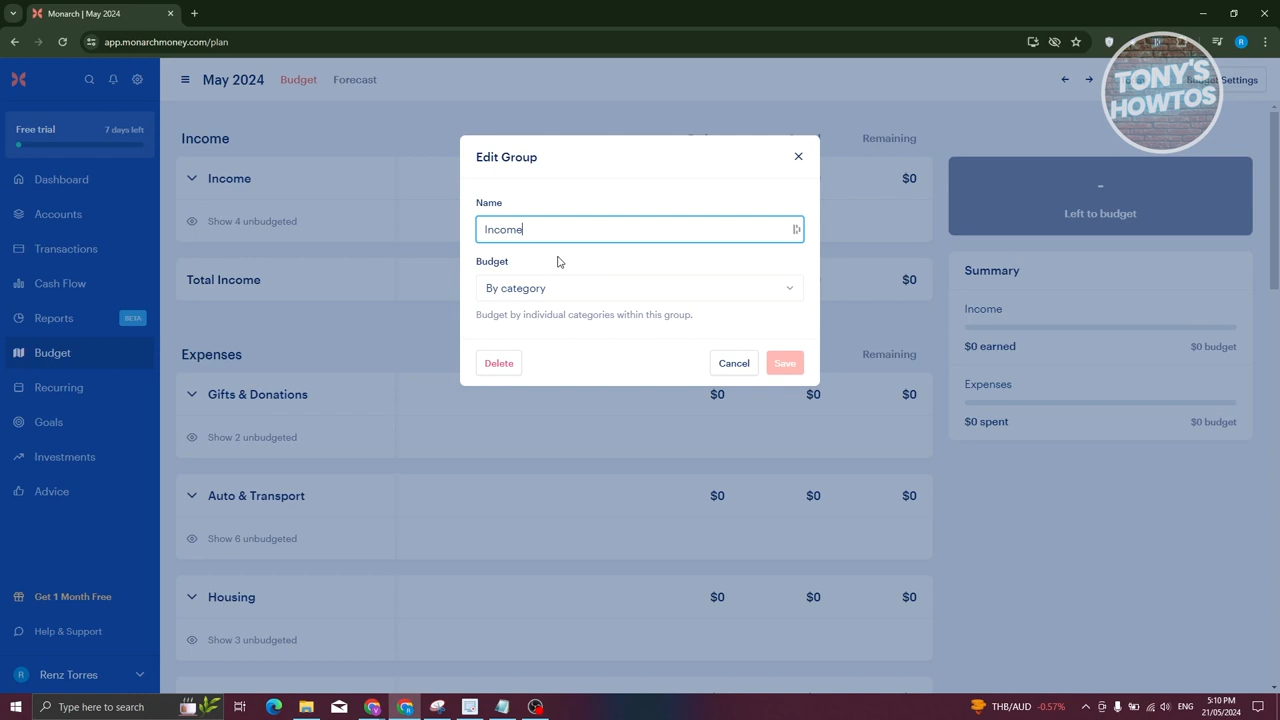 Monarch | May 2024
app.monarchmoney.com/plan
R
TONY'S
HOWTOS
Free trial
7 days left
Dashboard
Accounts
Transactions
Cash Flow
Reports
BETA
Budget
Recurring
Goals
Investments
Advice
Get 1 Month Free
Help & Support
R
Renz Torres
May 2024
Budget
Forecast
Settings
Income
Remaining
Income
$0
Show 4 unbudgeted
Total Income
$0
Expenses
Remaining
Gifts & Donations
$0
$0
$0
Show 2 unbudgeted
Auto & Transport
$0
$0
$0
Show 6 unbudgeted
Housing
$0
$0
$0
Show 3 unbudgeted
Edit Group
Name
Income
Budget
By category
Budget by individual categories within this group.
Delete
Cancel
Save
-
Left to budget
Summary
Income
$0 earned
$0 budget
Expenses
$0 spent
$0 budget
Type here to search
THB/AUD
-0.57%
5:10 PM
21/05/2024